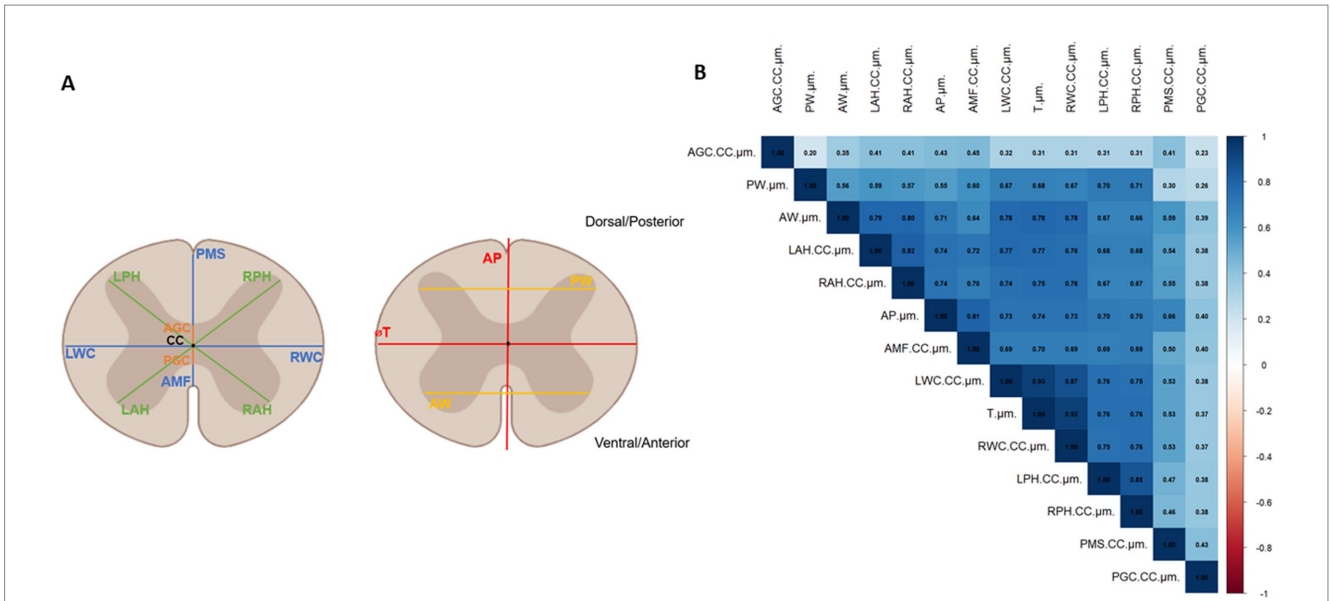 A
Dorsal/Posterior
PMS
LPH
RPH
AGC
CC
LWC
RWC
PGC
AMF
LAH
RAH
AP
PW
øT
AW
Ventral/Anterior
B
AGC.CC.µm.
PW.µm.
AW.µm.
LAH.CC.µm.
RAH.CC.µm.
AP.µm.
AMF.CC.µm.
LWC.CC.µm.
T.µm.
RWC.CC.µm.
LPH.CC.µm.
RPH.CC.µm.
PMS.CC.µm.
PGC.CC.µm.
AGC.CC.µm. 1.00 0.20 0.35 0.41 0.41 0.43 0.45 0.32 0.31 0.31 0.31 0.31 0.41 0.23
PW.µm. 1.00 0.56 0.59 0.57 0.55 0.60 0.67 0.68 0.67 0.70 0.71 0.30 0.26
AW.µm. 1.00 0.79 0.80 0.71 0.64 0.78 0.78 0.78 0.67 0.66 0.59 0.39
LAH.CC.µm. 1.00 0.82 0.74 0.72 0.77 0.77 0.76 0.68 0.68 0.54 0.38
RAH.CC.µm. 1.00 0.74 0.70 0.74 0.75 0.76 0.67 0.67 0.55 0.38
AP.µm. 1.00 0.81 0.73 0.74 0.73 0.70 0.70 0.66 0.40
AMF.CC.µm. 1.00 0.69 0.70 0.69 0.69 0.69 0.50 0.40
LWC.CC.µm. 1.00 0.93 0.87 0.76 0.75 0.53 0.38
T.µm. 1.00 0.93 0.76 0.76 0.53 0.37
RWC.CC.µm. 1.00 0.75 0.76 0.53 0.37
LPH.CC.µm. 1.00 0.85 0.47 0.38
RPH.CC.µm. 1.00 0.46 0.38
PMS.CC.µm. 1.00 0.43
PGC.CC.µm. 1.00
1
0.8
0.6
0.4
0.2
0
-0.2
-0.4
-0.6
-0.8
-1